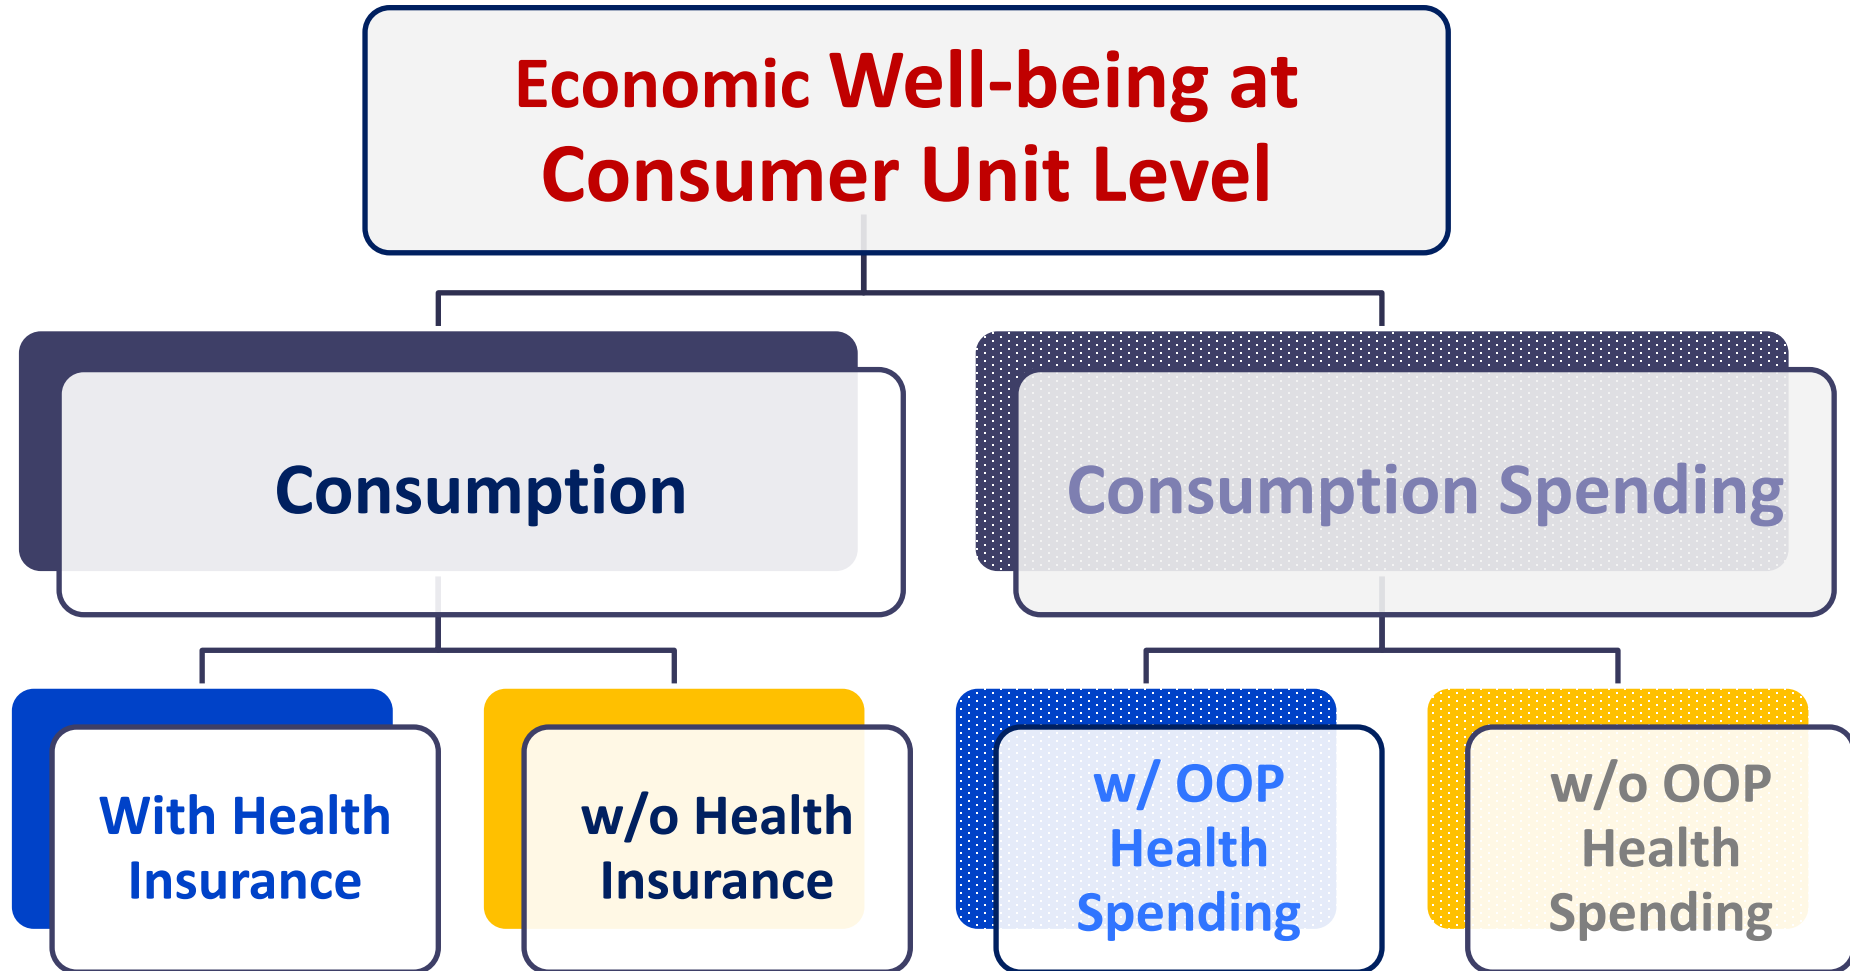 Economic Well-being at
Consumer Unit Level
Consumption
Consumption Spending
With Health
Insurance
w/o Health
Insurance
w/ OOP
Health
Spending
w/o OOP
Health
Spending